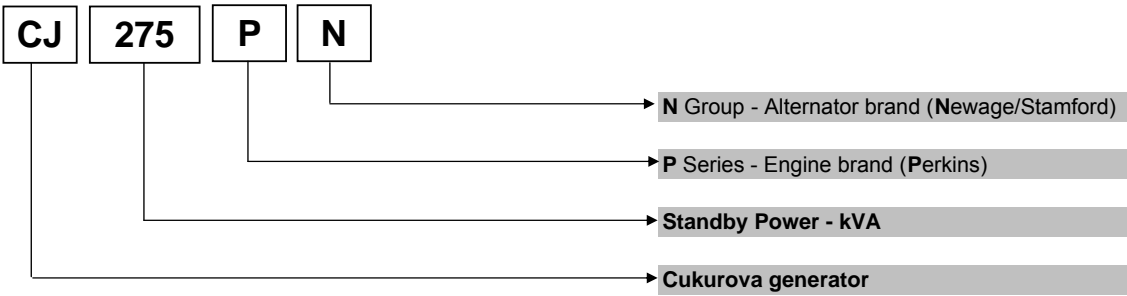 CJ 275 P N
N Group - Alternator brand (Newage/Stamford)
P Series - Engine brand (Perkins)
Standby Power - kVA
Cukurova generator